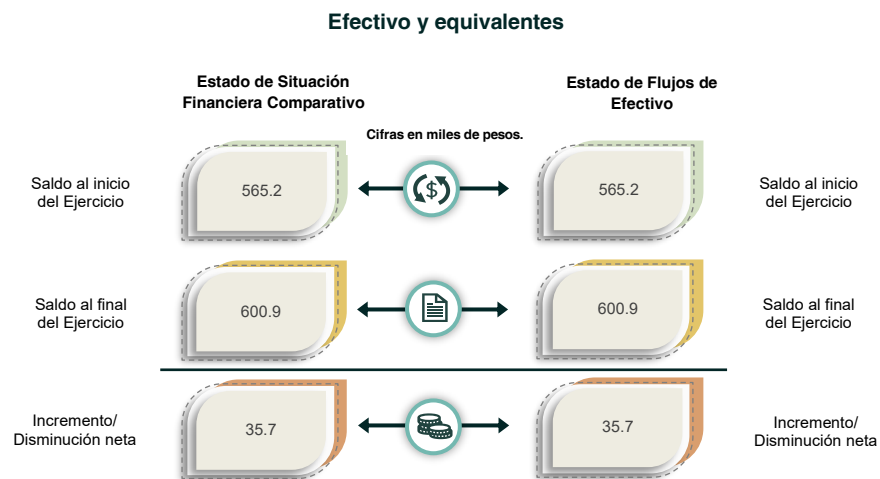 Efectivo y equivalentes
Estado de Situación
Financiera Comparativo
Estado de Flujos de
Efectivo
Cifras en miles de pesos.
Saldo al inicio
del Ejercicio
565.2
$
565.2
Saldo al inicio
del Ejercicio
Saldo al final
del Ejercicio
600.9
600.9
Saldo al final
del Ejercicio
Incremento/
Disminución neta
35.7
35.7
Incremento/
Disminución neta